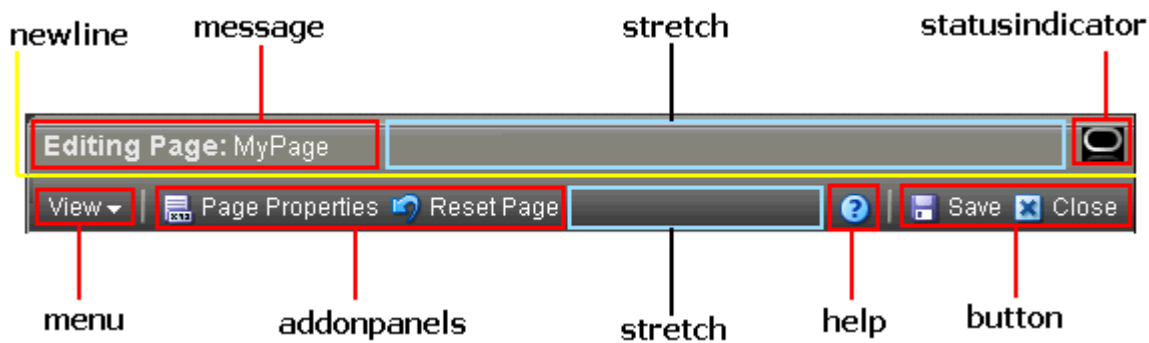 newline message stretch statusindicator
Editing Page: MyPage
View Page Properties Reset Page ? Save Close
menu addonpanels stretch help button